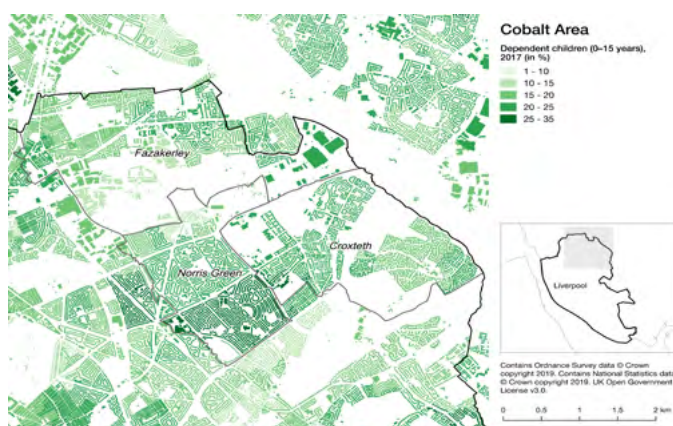 Cobalt Area
Dependent children (0–15 years),
2017 (in %)
1 - 10
10 - 15
15 - 20
20 - 25
25 - 35
Fazakerley
Croxteth
Norris Green
Liverpool
Contains Ordnance Survey data © Crown
copyright 2019. Contains National Statistics data
© Crown copyright 2019. UK Open Government
License v3.0.
0 0.5 1 1.5 2 km